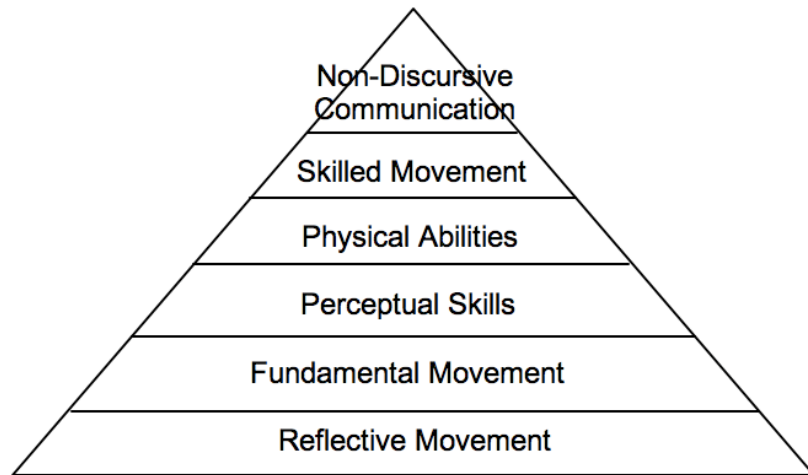 Non-Discursive
Communication
Skilled Movement
Physical Abilities
Perceptual Skills
Fundamental Movement
Reflective Movement